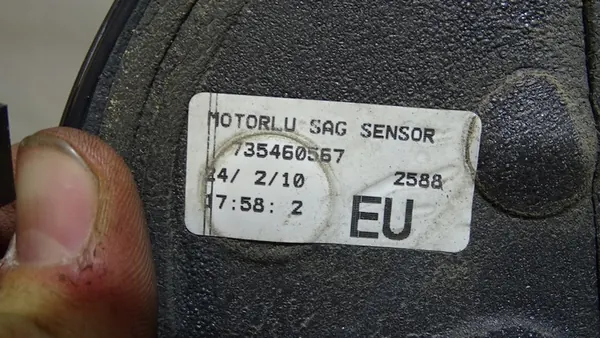 MOTORLU SAG SENSOR
735460567
24/ 2/10 2588
17:58: 2
EU